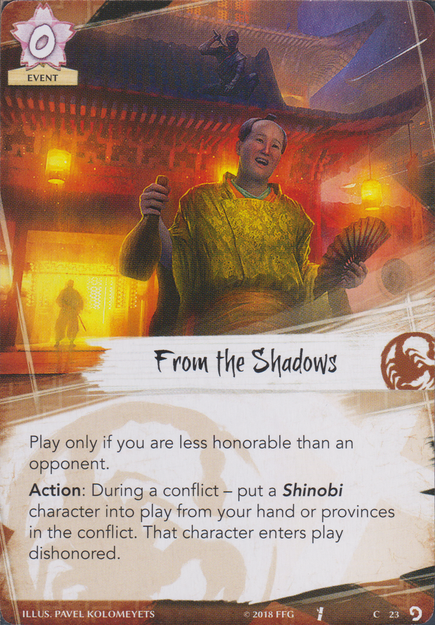 0
EVENT
From the Shadows
Play only if you are less honorable than an
opponent.
Action: During a conflict – put a Shinobi
character into play from your hand or provinces
in the conflict. That character enters play
dishonored.
ILLUS. PAVEL KOLOMEYETS © 2018 FFG C 23